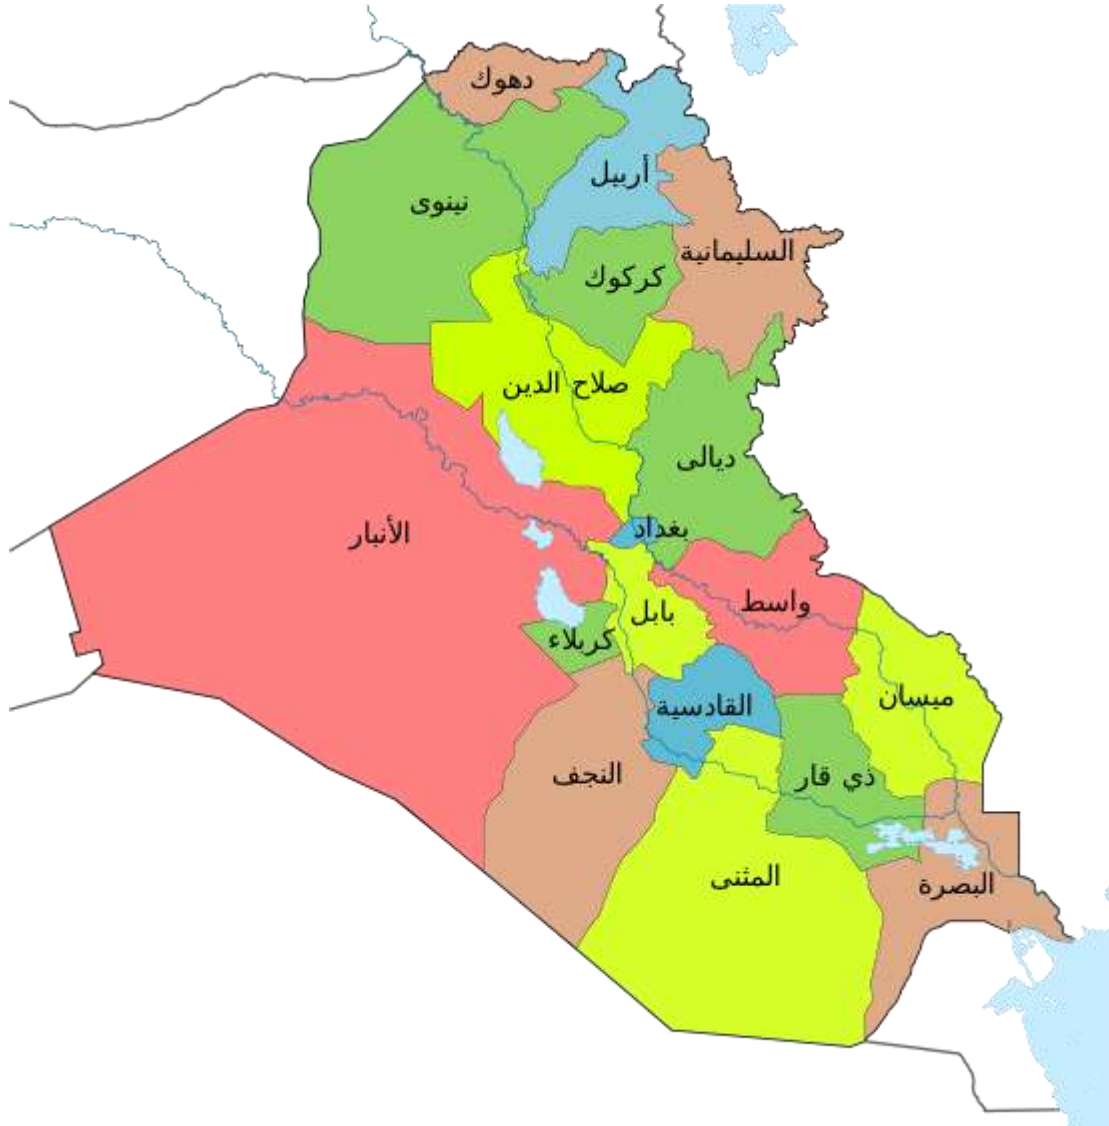 دهوك
أربيل
نينوى
السليمانية
كركوك
صلاح الدين
ديالى
بغداد
الأنبار
واسط
بابل
كربلاء
ميسان
القادسية
النجف
ذي قار
المثنى
البصرة